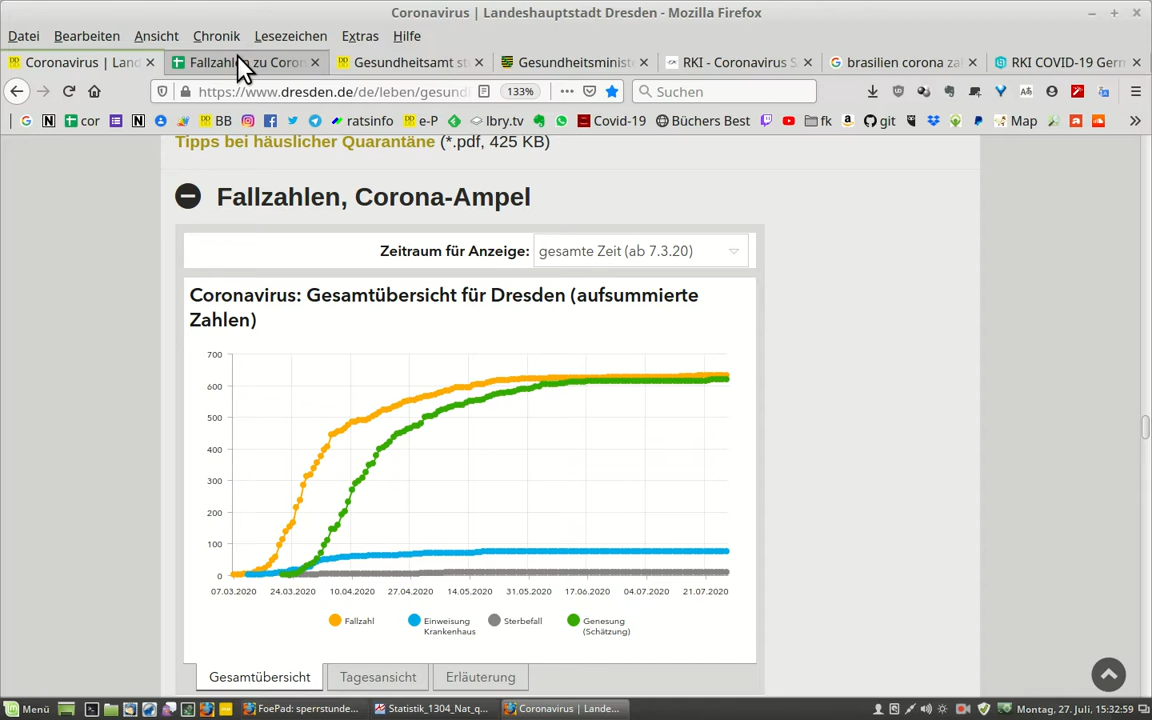 Coronavirus | Landeshauptstadt Dresden - Mozilla Firefox
Datei Bearbeiten Ansicht Chronik Lesezeichen Extras Hilfe
Coronavirus | Land Fallzahlen zu Coron Gesundheitsamt st Gesundheitsminist RKI - Coronavirus S brasilien corona za RKI COVID-19 Germ
https://www.dresden.de/de/leben/gesund 133% Suchen
cor BB ratsinfo e-P lbry.tv Covid-19 Büchers Best fk git Map
Tipps bei häuslicher Quarantäne (*.pdf, 425 KB)
Fallzahlen, Corona-Ampel
Zeitraum für Anzeige: gesamte Zeit (ab 7.3.20)
Coronavirus: Gesamtübersicht für Dresden (aufsummierte
Zahlen)
700
600
500
400
300
200
100
0
07.03.2020 24.03.2020 10.04.2020 27.04.2020 14.05.2020 31.05.2020 17.06.2020 04.07.2020 21.07.2020
Fallzahl Einweisung Krankenhaus Sterbefall Genesung (Schätzung)
Gesamtübersicht Tagesansicht Erläuterung
Menü FoePad: sperrstunde... Statistik_1304_Nat_q... Coronavirus | Lande... Montag, 27. Juli, 15:32:59